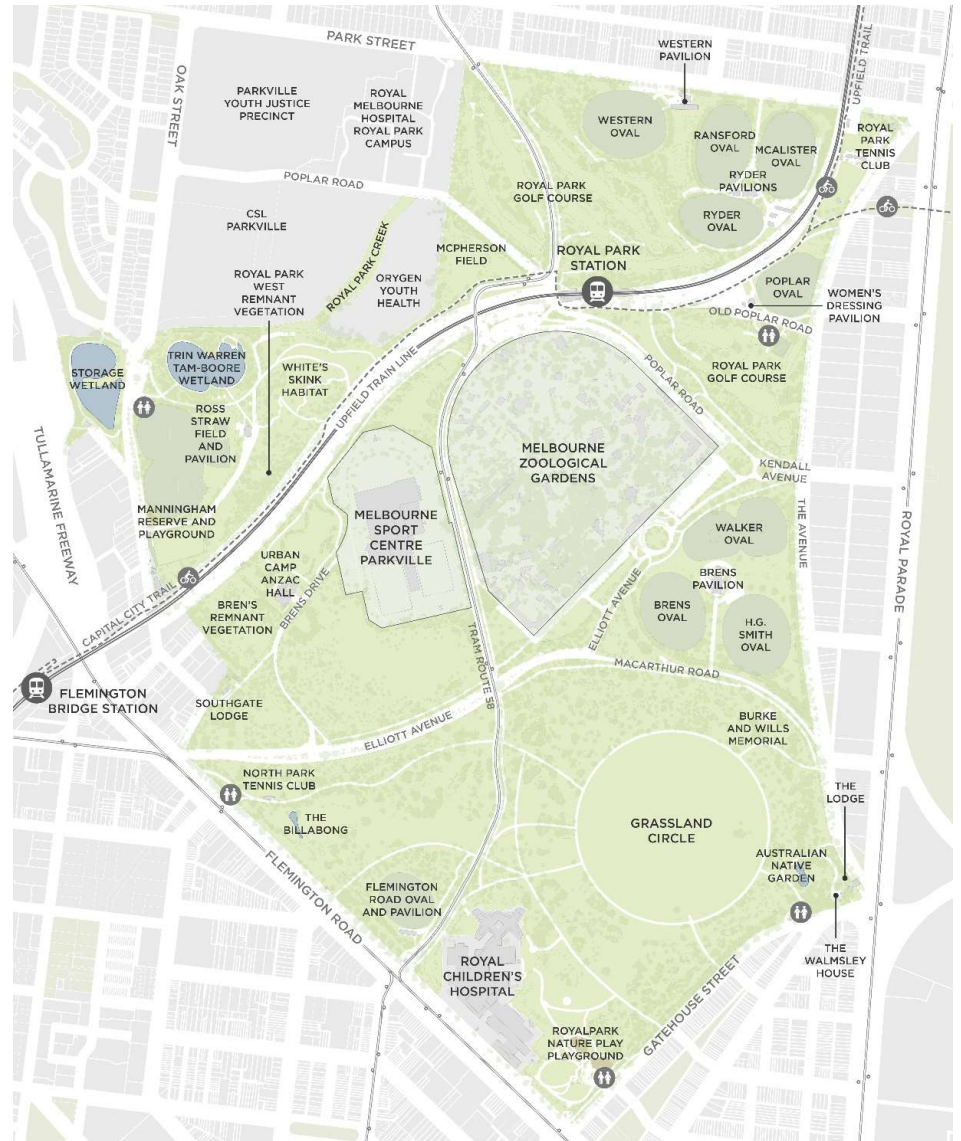 PARK STREET
WESTERN
PAVILION
UPFIELD TRAIL
OAK STREET
PARKVILLE
YOUTH JUSTICE
PRECINCT
ROYAL
MELBOURNE
HOSPITAL
ROYAL PARK
CAMPUS
WESTERN
OVAL
RANSFORD
OVAL
MCALISTER
OVAL
ROYAL
PARK
TENNIS
CLUB
RYDER
PAVILIONS
POPLAR ROAD
ROYAL PARK
GOLF COURSE
RYDER
OVAL
CSL
PARKVILLE
ROYAL PARK CREEK
MCPHERSON
FIELD
ROYAL PARK
STATION
ROYAL PARK
WEST
REMNANT
VEGETATION
ORYGEN
YOUTH
HEALTH
POPLAR
OVAL
WOMEN'S
DRESSING
PAVILION
OLD POPLAR ROAD
STORAGE
WETLAND
TRIN WARREN
TAM-BOORE
WETLAND
WHITE'S
SKINK
HABITAT
UPFIELD TRAIN LINE
POPLAR ROAD
ROYAL PARK
GOLF COURSE
ROSS
STRAW
FIELD
AND
PAVILION
TULLAMARINE FREEWAY
MELBOURNE
ZOOLOGICAL
GARDENS
KENDALL
AVENUE
MANNINGHAM
RESERVE AND
PLAYGROUND
MELBOURNE
SPORT
CENTRE
PARKVILLE
THE AVENUE
ROYAL PARADE
WALKER
OVAL
URBAN
CAMP
ANZAC
HALL
BRENS DRIVE
BRENS
PAVILION
CAPITAL CITY TRAIL
BREN'S
REMNANT
VEGETATION
ELLIOTT AVENUE
BRENS
OVAL
H.G.
SMITH
OVAL
TRAM ROUTE 58
MACARTHUR ROAD
FLEMINGTON
BRIDGE STATION
SOUTHGATE
LODGE
ELLIOTT AVENUE
BURKE
AND WILLS
MEMORIAL
NORTH PARK
TENNIS CLUB
THE
LODGE
THE
BILLABONG
GRASSLAND
CIRCLE
AUSTRALIAN
NATIVE
GARDEN
FLEMINGTON ROAD
FLEMINGTON
ROAD OVAL
AND PAVILION
ROYAL
CHILDREN'S
HOSPITAL
THE
WALMSLEY
HOUSE
GATEHOUSE STREET
ROYALPARK
NATURE PLAY
PLAYGROUND